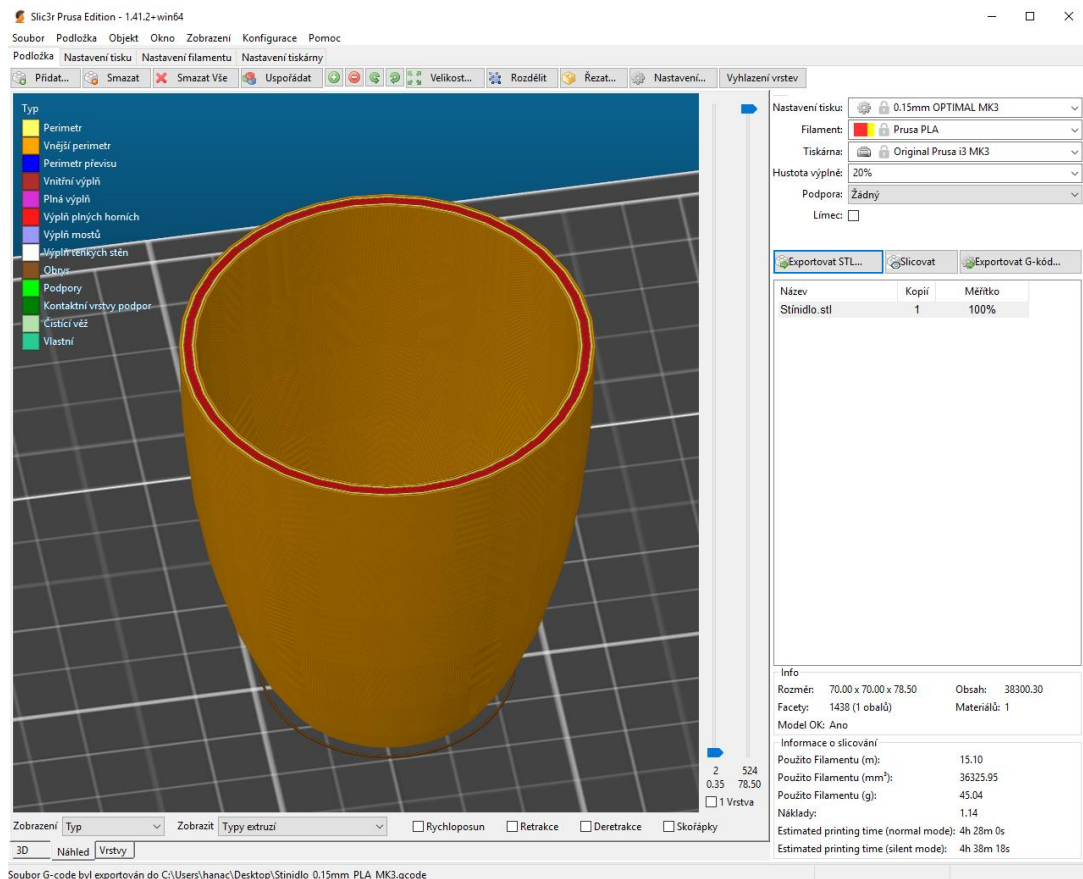 Slic3r Prusa Edition - 1.41.2+win64
Soubor Podložka Objekt Okno Zobrazení Konfigurace Pomoc
Podložka Nastavení tisku Nastavení filamentu Nastavení tiskárny
Přidat... Smazat Smazat Vše Uspořádat Velikost... Rozdělit Řezat... Nastavení... Vyhlazení vrstev
Typ
Perimetr
Vnější perimetr
Perimetr převisu
Vnitřní výplň
Plná výplň
Výplň plných horních
Výplň mostů
Výplň tenkých stěn
Obrys
Podpory
Kontaktní vrstvy podpor
Čistící věž
Vlastní
2 524
0.35 78.50
1 Vrstva
Nastavení tisku: 0.15mm OPTIMAL MK3
Filament: Prusa PLA
Tiskárna: Original Prusa i3 MK3
Hustota výplně: 20%
Podpora: Žádný
Límec:
Exportovat STL... Slicovat Exportovat G-kód...
Název Kopií Měřítko
Stínidlo.stl 1 100%
Info
Rozměr: 70.00 x 70.00 x 78.50 Obsah: 38300.30
Facety: 1438 (1 obalů) Materiálů: 1
Model OK: Ano
Informace o slicování
Použito Filamentu (m): 15.10
Použito Filamentu (mm³): 36325.95
Použito Filamentu (g): 45.04
Náklady: 1.14
Estimated printing time (normal mode): 4h 28m 0s
Estimated printing time (silent mode): 4h 38m 18s
Zobrazení Typ Zobrazit Typy extruzí Rychloposun Retrakce Deretrakce Skořápky
3D Náhled Vrstvy
Soubor G-code byl exportován do C:\Users\hanac\Desktop\Stinidlo_0.15mm_PLA_MK3.gcode